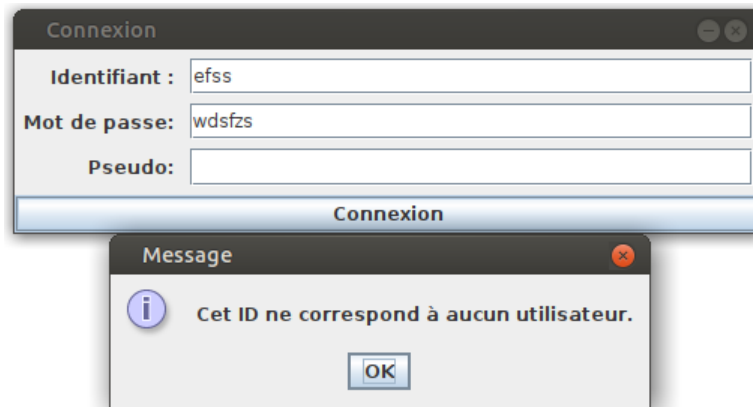 Connexion
Identifiant : efss
Mot de passe: wdsfzs
Pseudo:
Connexion
Message
i
Cet ID ne correspond à aucun utilisateur.
OK